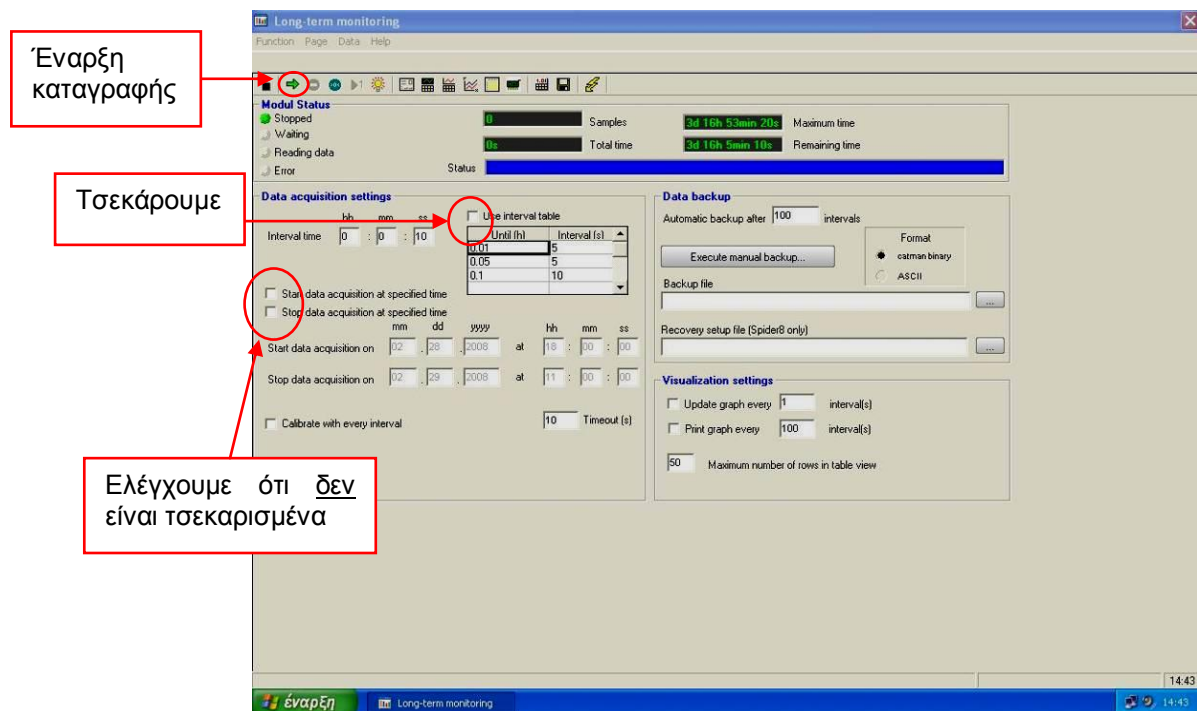 Long-term monitoring
Function Page Data Help
Έναρξη
καταγραφής
Modul Status
Stopped
Waiting
Reading data
Error
0 Samples
0s Total time
3d 16h 53min 20s Maximum time
3d 16h 5min 10s Remaining time
Status
Τσεκάρουμε
Data acquisition settings
hh mm ss
Interval time 0 : 0 : 10
Use interval table
Until (h) Interval (s)
0.01 5
0.05 5
0.1 10
Start data acquisition at specified time
Stop data acquisition at specified time
mm dd yyyy hh mm ss
Start data acquisition on 02 . 28 . 2008 at 18 : 00 : 00
Stop data acquisition on 02 . 29 . 2008 at 11 : 00 : 00
Calibrate with every interval
10 Timeout (s)
Data backup
Automatic backup after 100 intervals
Execute manual backup...
Format
catman binary
ASCII
Backup file
...
Recovery setup file (Spider8 only)
...
Visualization settings
Update graph every 1 interval(s)
Print graph every 100 interval(s)
50 Maximum number of rows in table view
Ελέγχουμε ότι δεν
είναι τσεκαρισμένα
14:43
έναρξη
Long-term monitoring
14:43